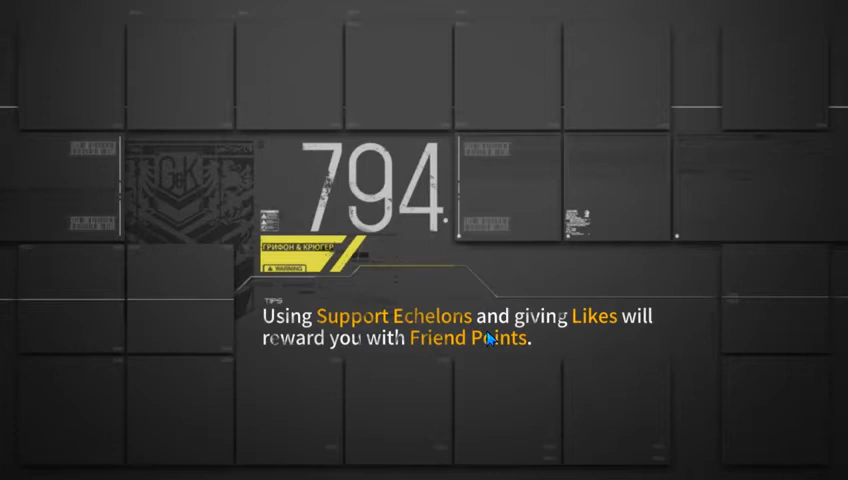 G&K
794.
ГРИФОН & КРЮГЕР
WARNING
TIPS
Using Support Echelons and giving Likes will
reward you with Friend Points.